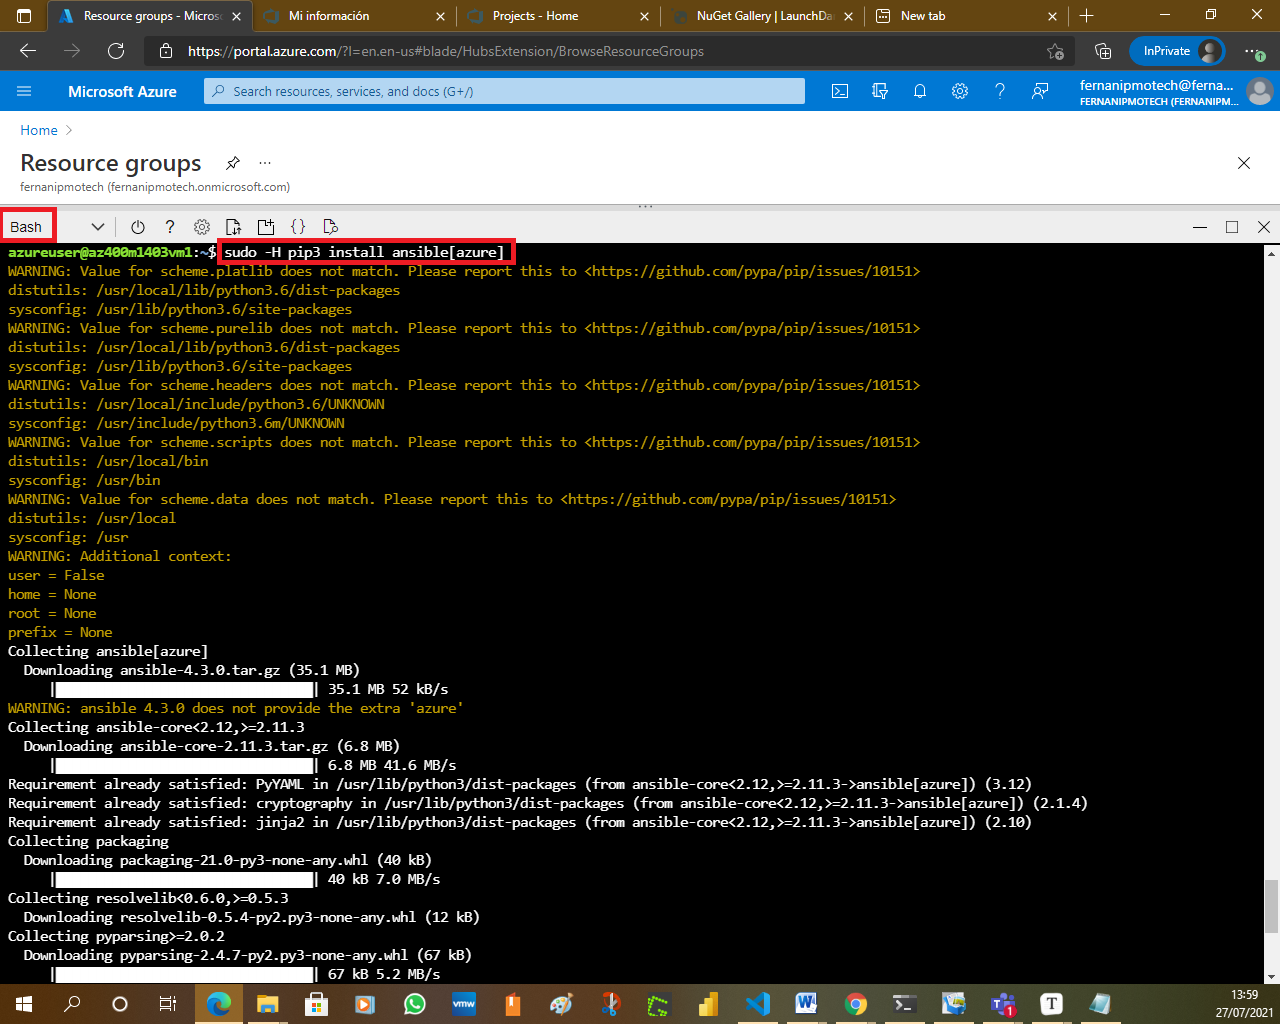 Resource groups - Micros
Mi información
Projects - Home
NuGet Gallery | LaunchDa
New tab
https://portal.azure.com/?l=en.en-us#blade/HubsExtension/BrowseResourceGroups
InPrivate
Microsoft Azure
Search resources, services, and docs (G+/)
fernanipmotech@ferna...
FERNANIPMOTECH (FERNANIPM...
Home
Resource groups
fernanipmotech (fernanipmotech.onmicrosoft.com)
Bash
azureuser@az400m1403vm1:~$ sudo -H pip3 install ansible[azure]
WARNING: Value for scheme.platlib does not match. Please report this to <https://github.com/pypa/pip/issues/10151>
distutils: /usr/local/lib/python3.6/dist-packages
sysconfig: /usr/lib/python3.6/site-packages
WARNING: Value for scheme.purelib does not match. Please report this to <https://github.com/pypa/pip/issues/10151>
distutils: /usr/local/lib/python3.6/dist-packages
sysconfig: /usr/lib/python3.6/site-packages
WARNING: Value for scheme.headers does not match. Please report this to <https://github.com/pypa/pip/issues/10151>
distutils: /usr/local/include/python3.6/UNKNOWN
sysconfig: /usr/include/python3.6m/UNKNOWN
WARNING: Value for scheme.scripts does not match. Please report this to <https://github.com/pypa/pip/issues/10151>
distutils: /usr/local/bin
sysconfig: /usr/bin
WARNING: Value for scheme.data does not match. Please report this to <https://github.com/pypa/pip/issues/10151>
distutils: /usr/local
sysconfig: /usr
WARNING: Additional context:
user = False
home = None
root = None
prefix = None
Collecting ansible[azure]
Downloading ansible-4.3.0.tar.gz (35.1 MB)
| 35.1 MB 52 kB/s
WARNING: ansible 4.3.0 does not provide the extra 'azure'
Collecting ansible-core<2.12,>=2.11.3
Downloading ansible-core-2.11.3.tar.gz (6.8 MB)
| 6.8 MB 41.6 MB/s
Requirement already satisfied: PyYAML in /usr/lib/python3/dist-packages (from ansible-core<2.12,>=2.11.3->ansible[azure]) (3.12)
Requirement already satisfied: cryptography in /usr/lib/python3/dist-packages (from ansible-core<2.12,>=2.11.3->ansible[azure]) (2.1.4)
Requirement already satisfied: jinja2 in /usr/lib/python3/dist-packages (from ansible-core<2.12,>=2.11.3->ansible[azure]) (2.10)
Collecting packaging
Downloading packaging-21.0-py3-none-any.whl (40 kB)
| 40 kB 7.0 MB/s
Collecting resolvelib<0.6.0,>=0.5.3
Downloading resolvelib-0.5.4-py2.py3-none-any.whl (12 kB)
Collecting pyparsing>=2.0.2
Downloading pyparsing-2.4.7-py2.py3-none-any.whl (67 kB)
| 67 kB 5.2 MB/s
vmw
13:59
27/07/2021